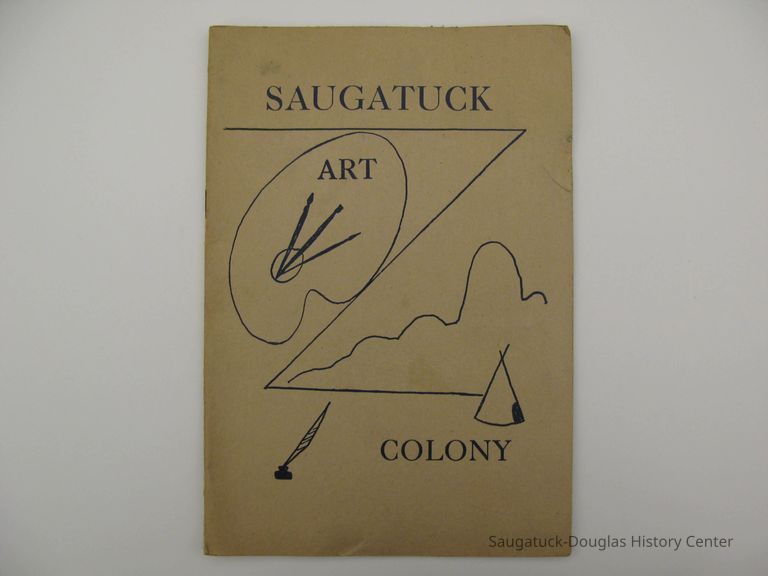 SAUGATUCK
ART
COLONY
Saugatuck-Douglas History Center